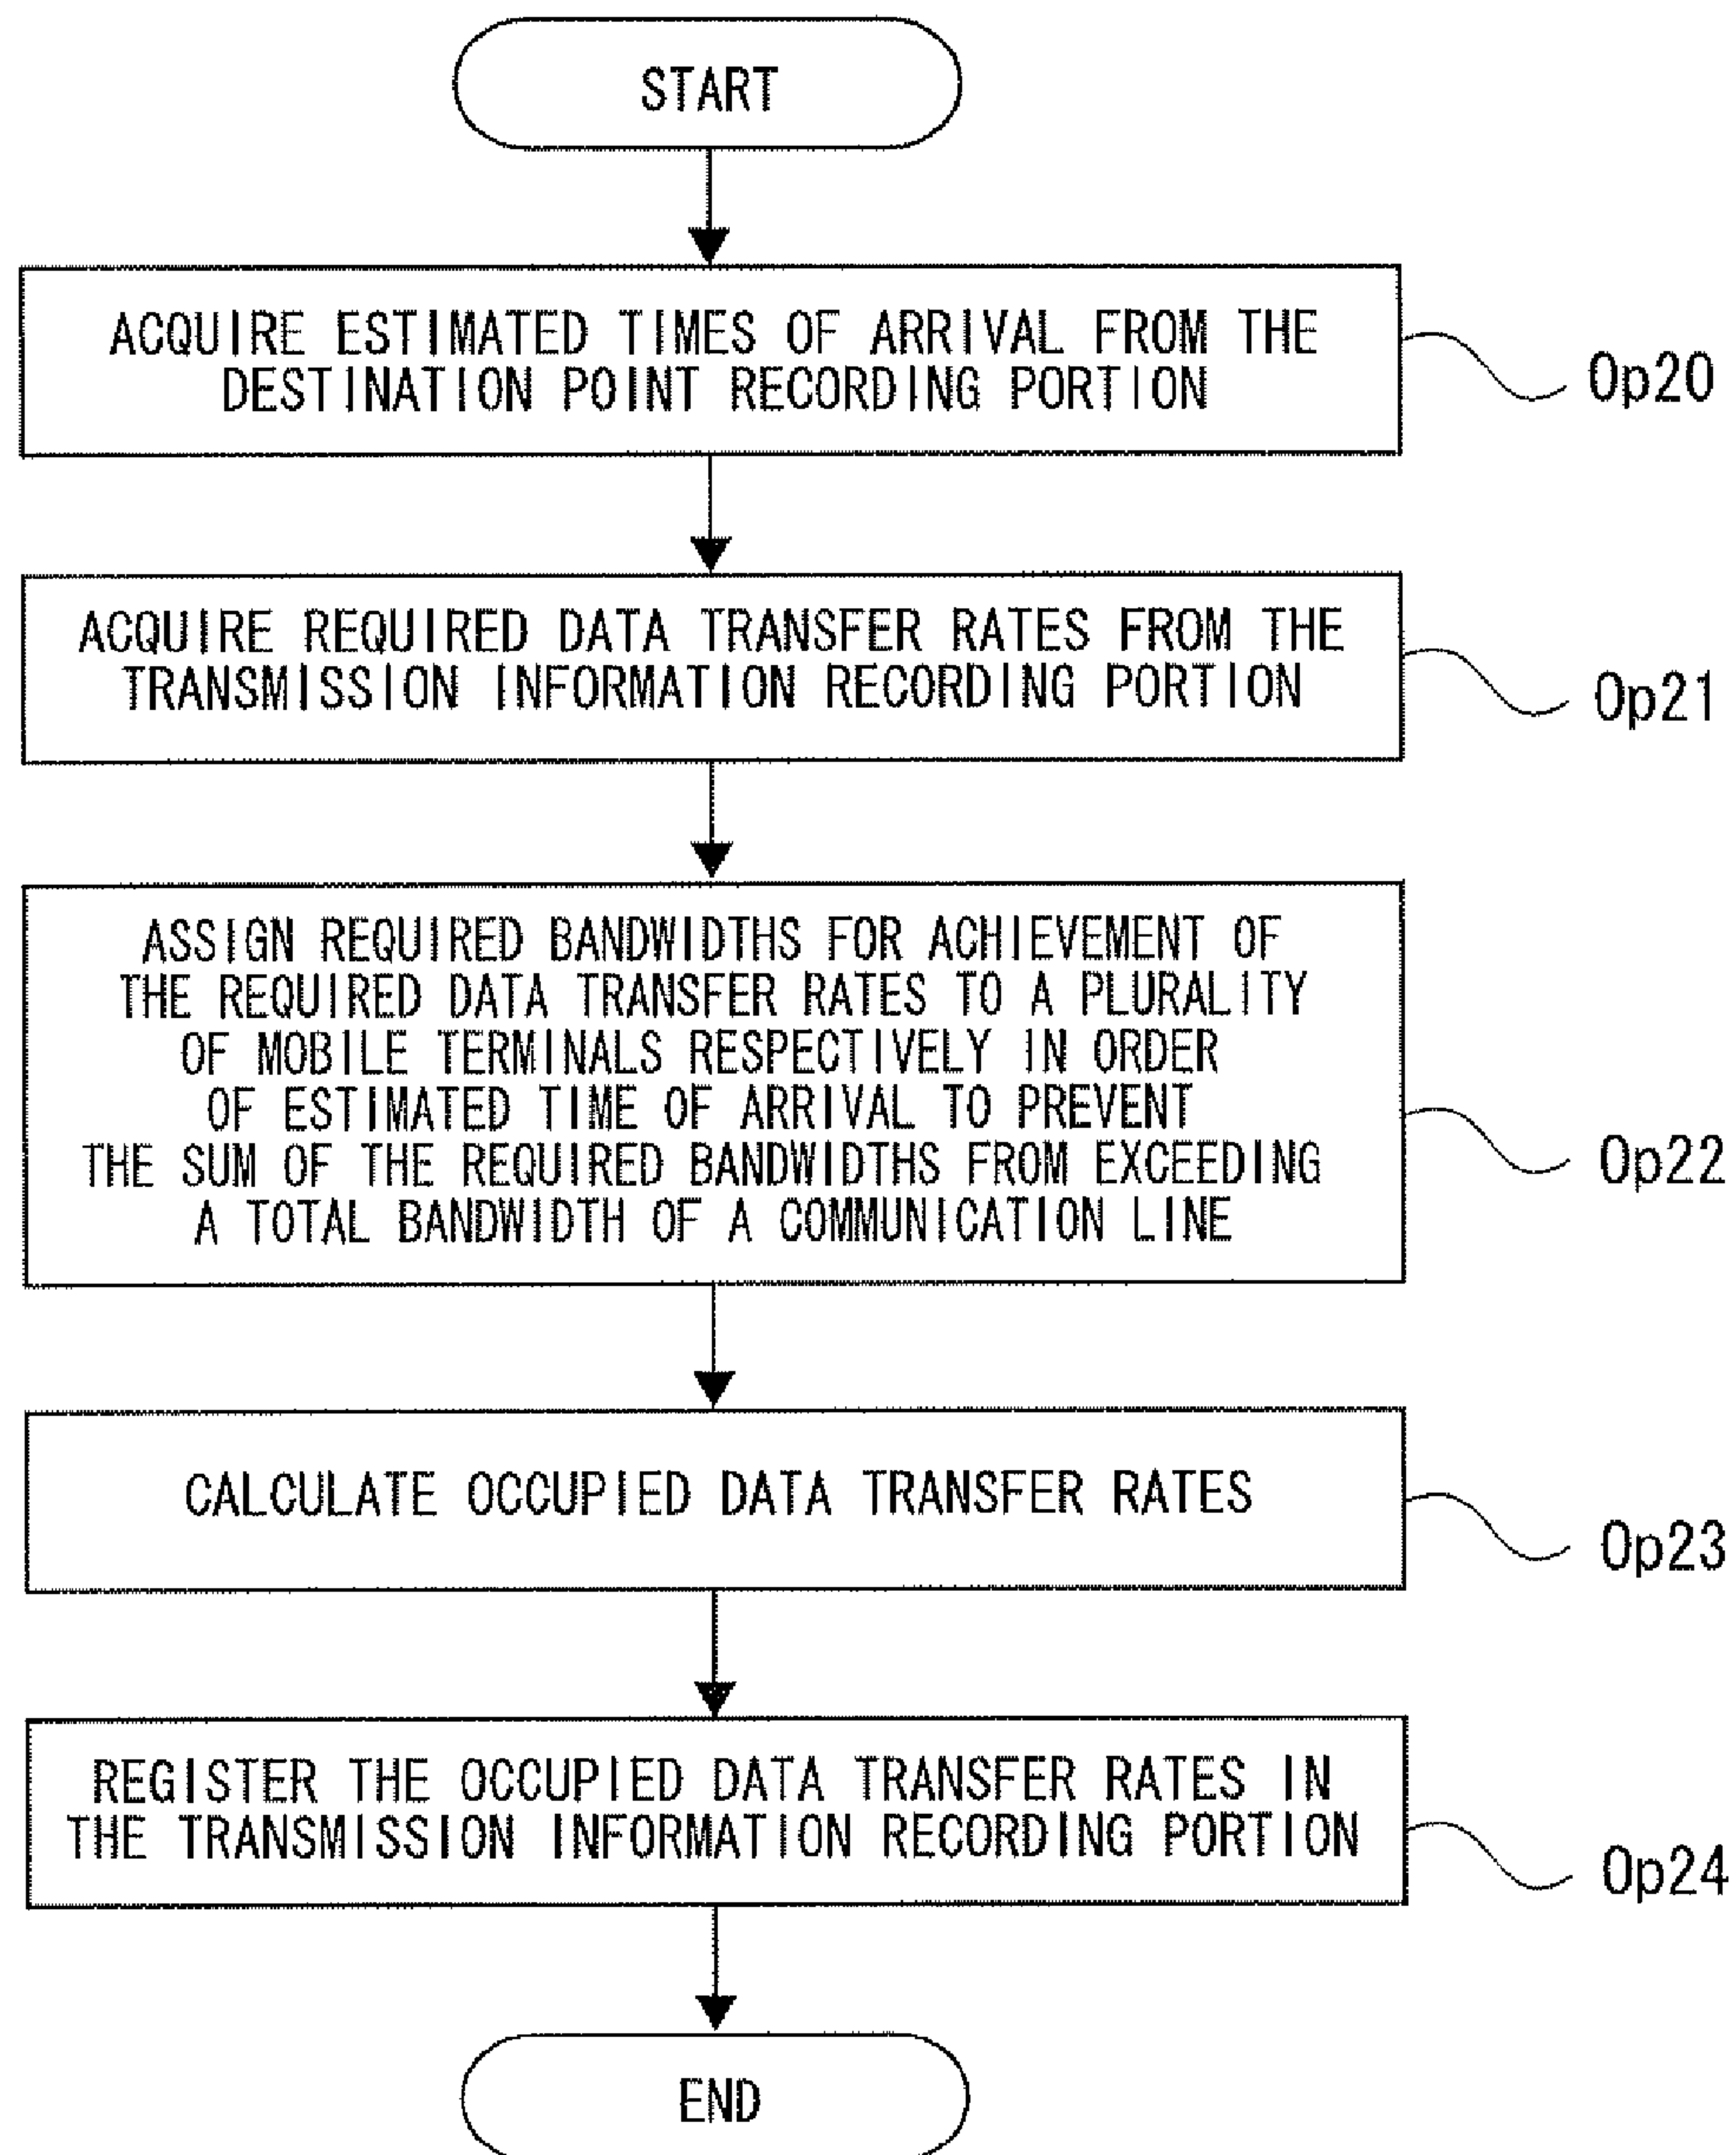 START
ACQUIRE ESTIMATED TIMES OF ARRIVAL FROM THE
DESTINATION POINT RECORDING PORTION
Op20
ACQUIRE REQUIRED DATA TRANSFER RATES FROM THE
TRANSMISSION INFORMATION RECORDING PORTION
Op21
ASSIGN REQUIRED BANDWIDTHS FOR ACHIEVEMENT OF
THE REQUIRED DATA TRANSFER RATES TO A PLURALITY
OF MOBILE TERMINALS RESPECTIVELY IN ORDER
OF ESTIMATED TIME OF ARRIVAL TO PREVENT
THE SUM OF THE REQUIRED BANDWIDTHS FROM EXCEEDING
A TOTAL BANDWIDTH OF A COMMUNICATION LINE
Op22
CALCULATE OCCUPIED DATA TRANSFER RATES
Op23
REGISTER THE OCCUPIED DATA TRANSFER RATES IN
THE TRANSMISSION INFORMATION RECORDING PORTION
Op24
END